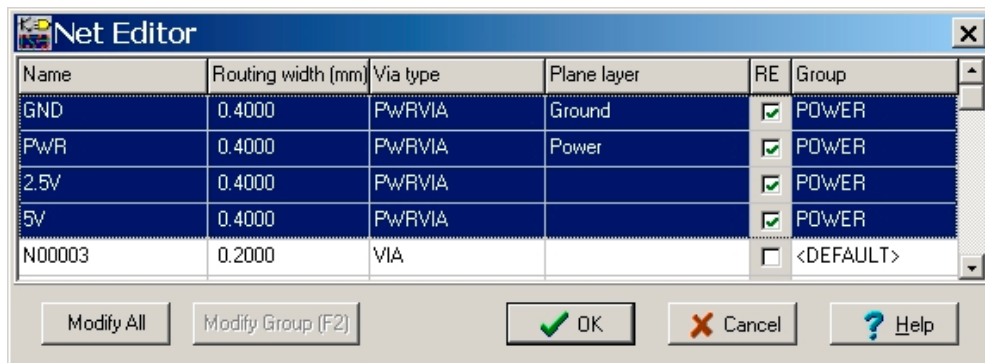 Net Editor
Name Routing width (mm) Via type Plane layer RE Group
GND 0.4000 PWRVIA Ground POWER
PWR 0.4000 PWRVIA Power POWER
2.5V 0.4000 PWRVIA POWER
5V 0.4000 PWRVIA POWER
N00003 0.2000 VIA <DEFAULT>
Modify All Modify Group (F2) OK Cancel Help